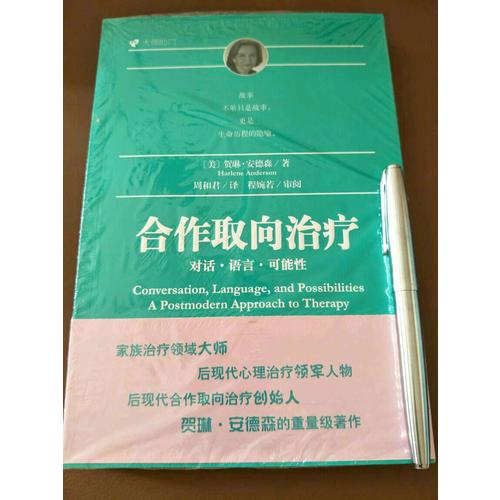 大师的门
故事
不单只是故事，
更是
生命历程的隐喻。
［美］贺琳·安德森／著
Harlene Anderson
周和君／译 程婉若／审阅
合作取向治疗
对话·语言·可能性
Conversation, Language, and Possibilities
A Postmodern Approach to Therapy
家族治疗领域大师
后现代心理治疗领军人物
后现代合作取向治疗创始人
贺琳·安德森的重量级著作